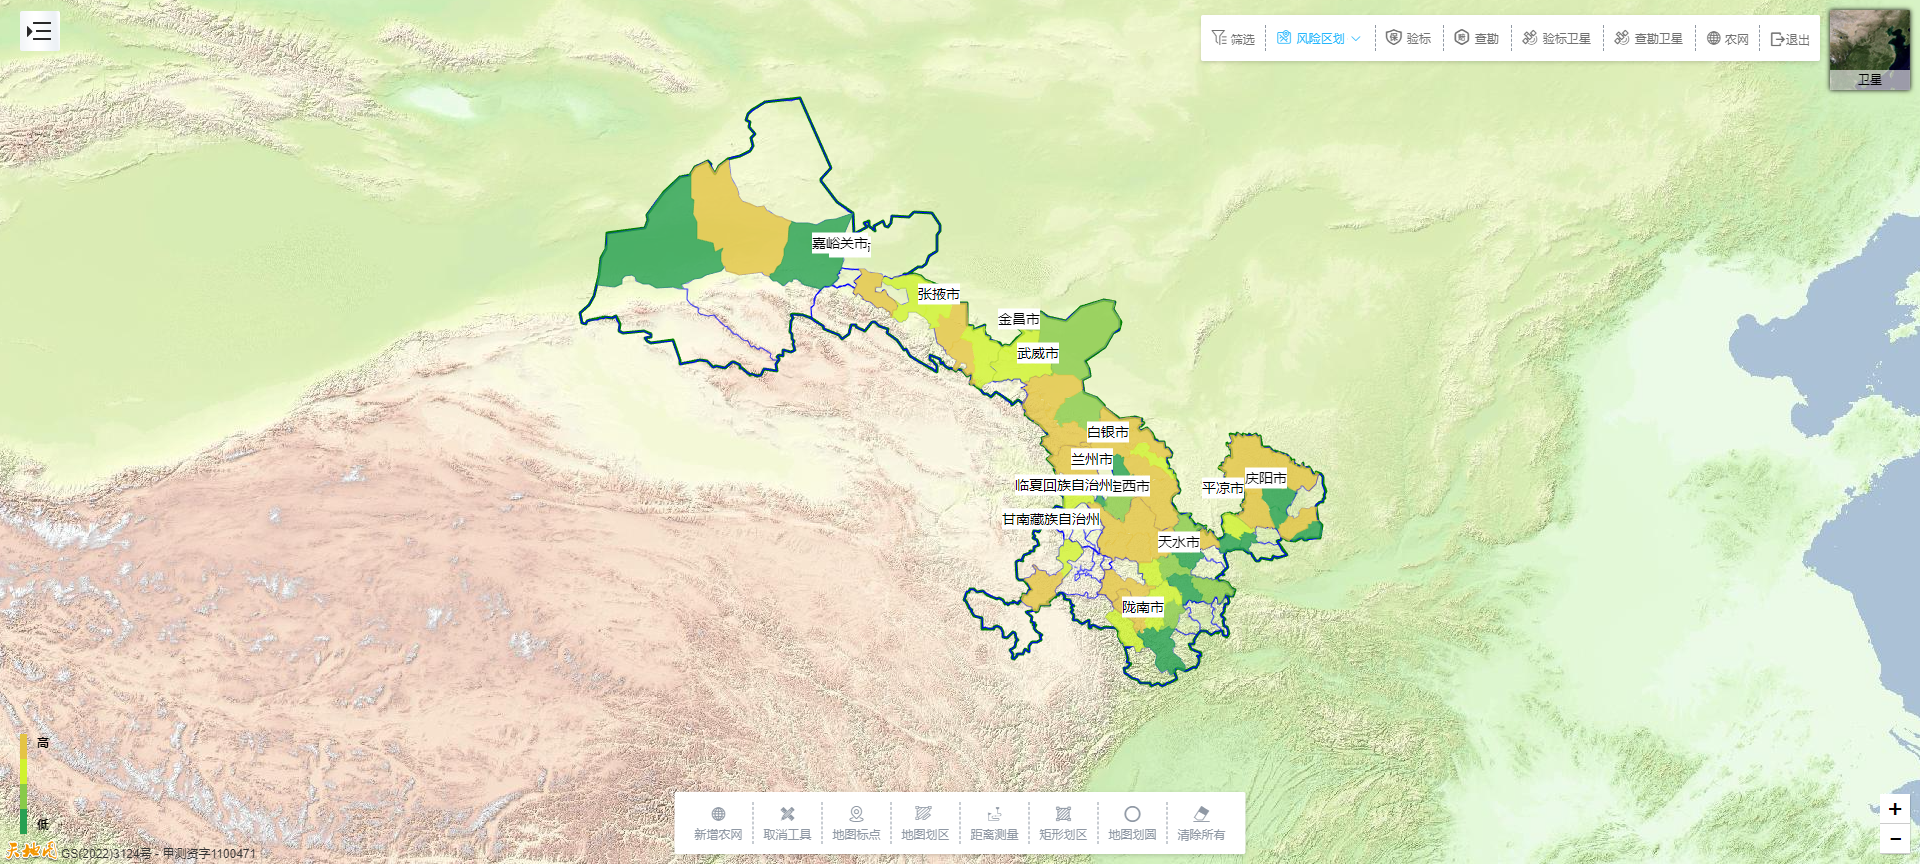 筛选 风险区划 验标 查勘 验标卫星 查勘卫星 农网 退出
卫星
嘉峪关市
张掖市
金昌市
武威市
白银市
兰州市
临夏回族自治州
西市
平凉市
庆阳市
甘南藏族自治州
天水市
陇南市
高
低
天地图 GS(2022)3124号 - 甲测资字1100471
新增农网 取消工具 地图标点 地图划区 距离测量 矩形划区 地图划圆 清除所有
+
−